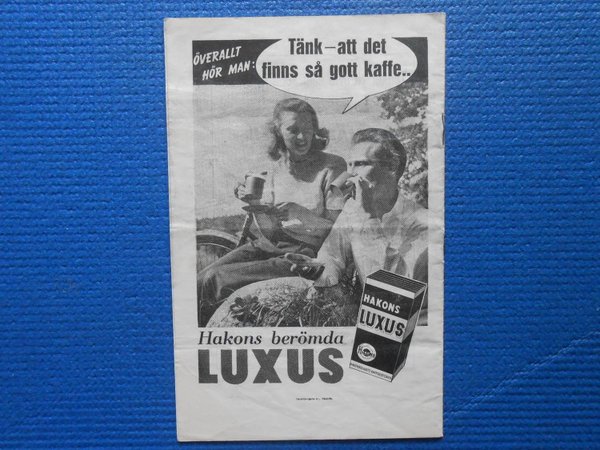 ÖVERALLT
HÖR MAN:
Tänk–att det
finns så gott kaffe..
HAKONS
LUXUS
Hakons berömda
LUXUS